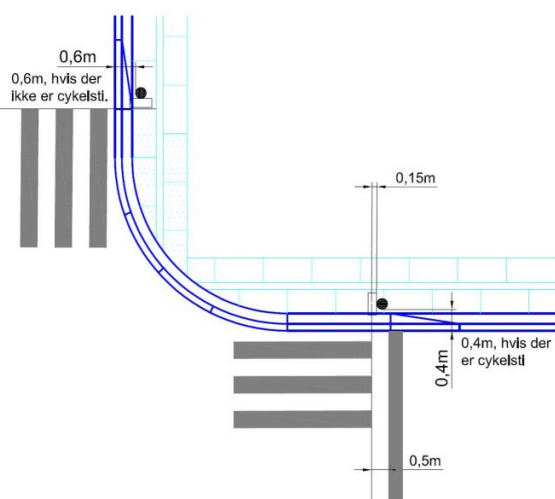 0,6m
0,6m, hvis der
ikke er cykelsti.
0,15m
0,4m
0,4m, hvis der
er cykelsti
0,5m